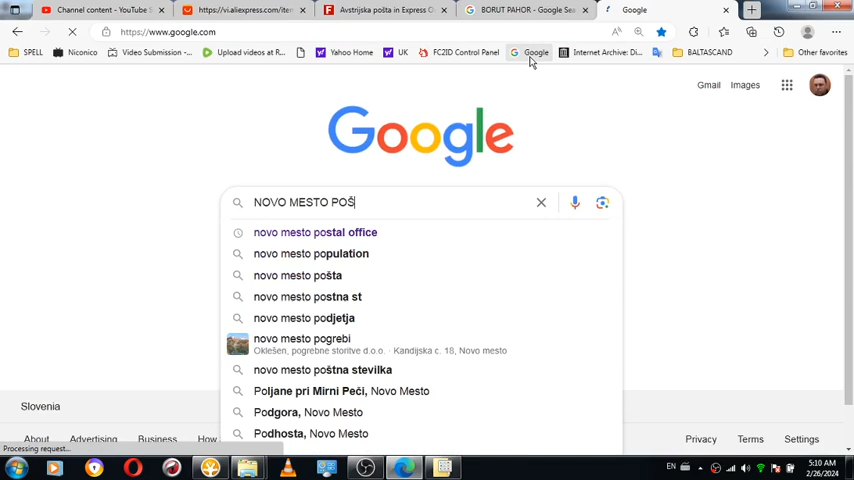 Channel content - YouTube S
https://vi.aliexpress.com/item
Avstrijska pošta in Express O
BORUT PAHOR - Google Sea
Google
https://www.google.com
SPELL
Niconico
Video Submission -...
Upload videos at R...
Yahoo Home
UK
FC2ID Control Panel
Google
Internet Archive: Di...
BALTASCAND
Other favorites
Gmail
Images
Google
NOVO MESTO POŠ
novo mesto postal office
novo mesto population
novo mesto pošta
novo mesto postna st
novo mesto podjetja
novo mesto pogrebi
Oklešen, pogrebne storitve d.o.o. · Kandijska c. 18, Novo mesto
novo mesto poštna stevilka
Poljane pri Mirni Peči, Novo Mesto
Podgora, Novo Mesto
Podhosta, Novo Mesto
Slovenia
About
Advertising
Business
How
Privacy
Terms
Settings
Processing request...
EN
5:10 AM
2/26/2024